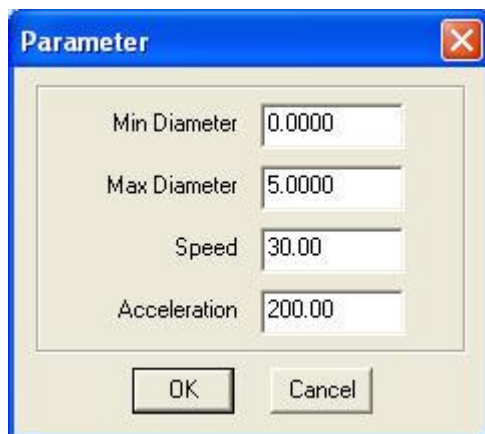 Parameter
Min Diameter 0.0000
Max Diameter 5.0000
Speed 30.00
Acceleration 200.00
OK Cancel